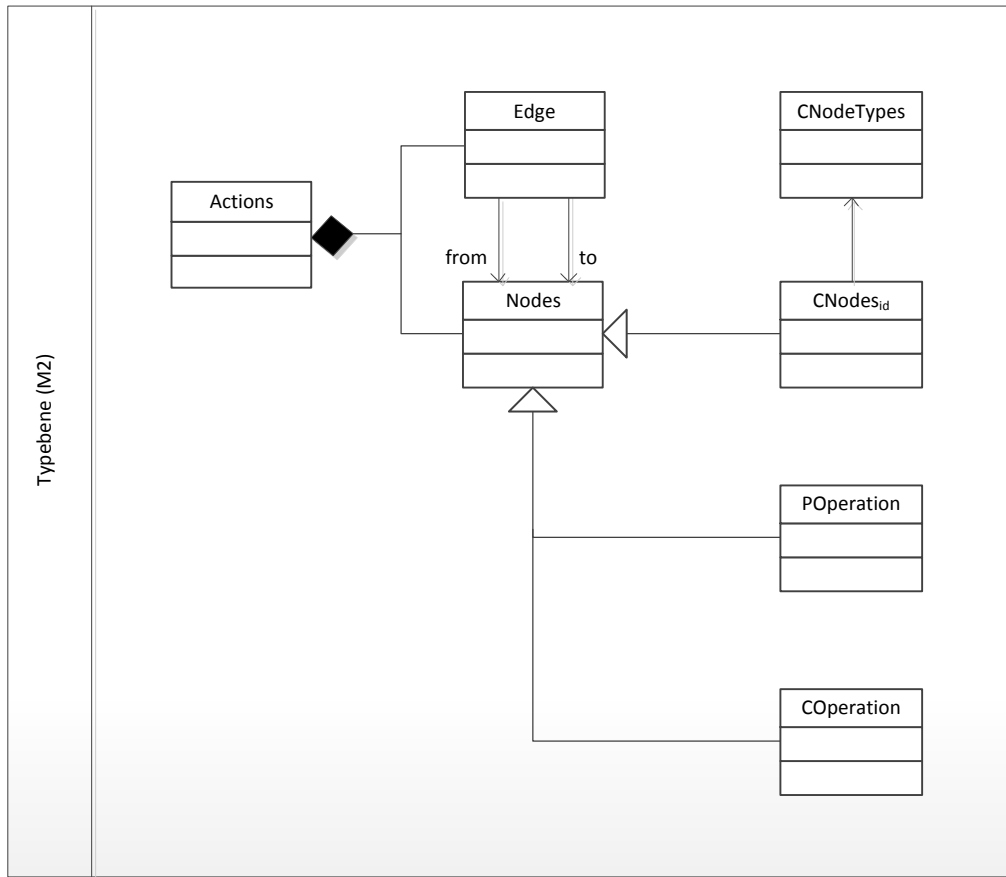 Typebene (M2)
Edge
CNodeTypes
Actions
from
to
Nodes
CNodesid
POperation
COperation